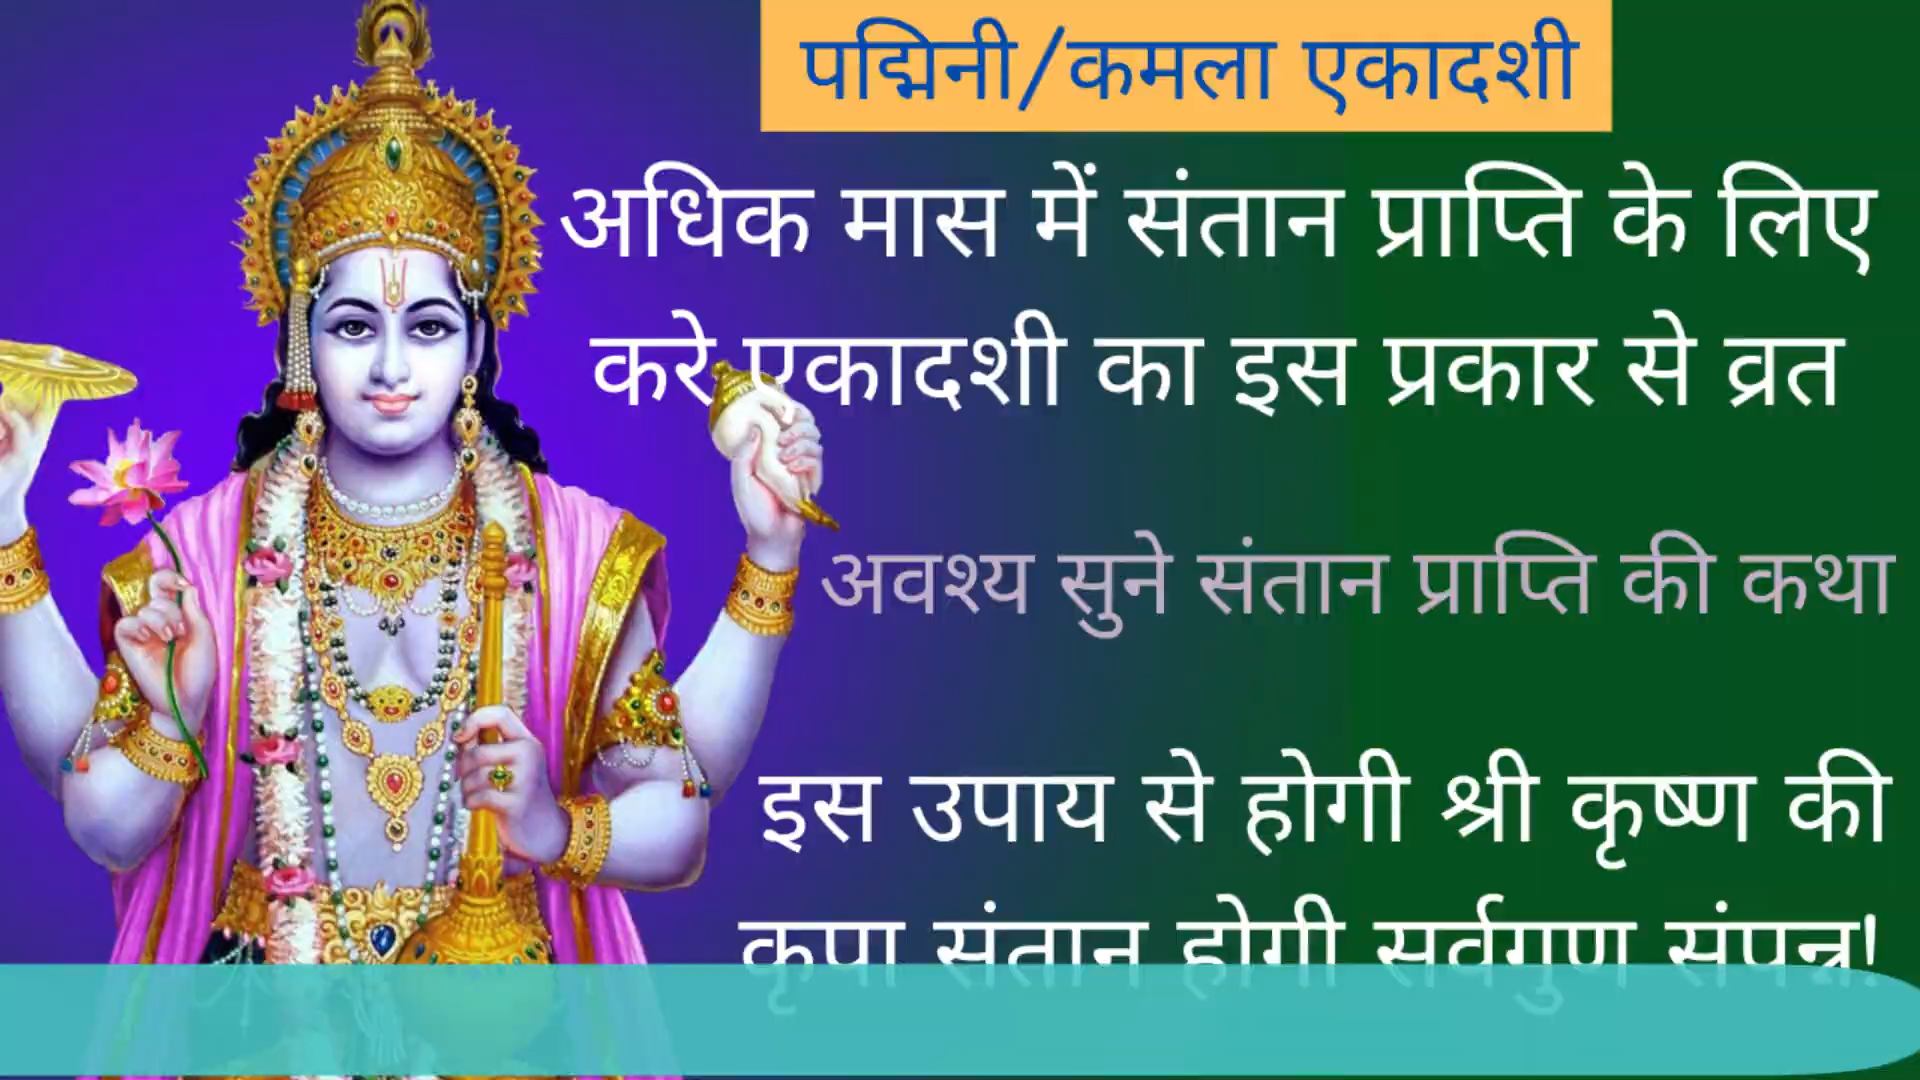 पद्मिनी/कमला एकादशी
अधिक मास में संतान प्राप्ति के लिए
करे एकादशी का इस प्रकार से व्रत
अवश्य सुने संतान प्राप्ति की कथा
इस उपाय से होगी श्री कृष्ण की
कृपा संतान होगी सर्वगुण संपन्न!